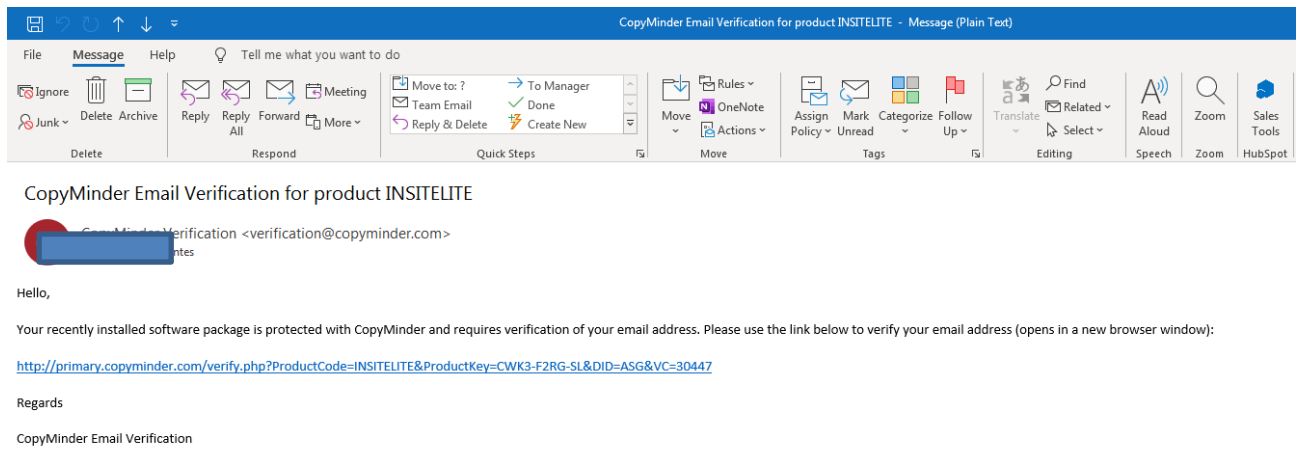 CopyMinder Email Verification for product INSITELITE - Message (Plain Text)
File Message Help Tell me what you want to do
Ignore
Junk
Delete
Archive
Delete
Reply
Reply All
Forward
Meeting
More
Respond
Move to: ?
Team Email
Reply & Delete
To Manager
Done
Create New
Quick Steps
Move
Rules
OneNote
Actions
Move
Assign Policy
Mark Unread
Categorize
Follow Up
Tags
Translate
Find
Related
Select
Editing
Read Aloud
Speech
Zoom
Zoom
Sales Tools
HubSpot
CopyMinder Email Verification for product INSITELITE
CopyMinder Verification <verification@copyminder.com>
ntes
Hello,
Your recently installed software package is protected with CopyMinder and requires verification of your email address. Please use the link below to verify your email address (opens in a new browser window):
http://primary.copyminder.com/verify.php?ProductCode=INSITELITE&ProductKey=CWK3-F2RG-SL&DID=ASG&VC=30447
Regards
CopyMinder Email Verification